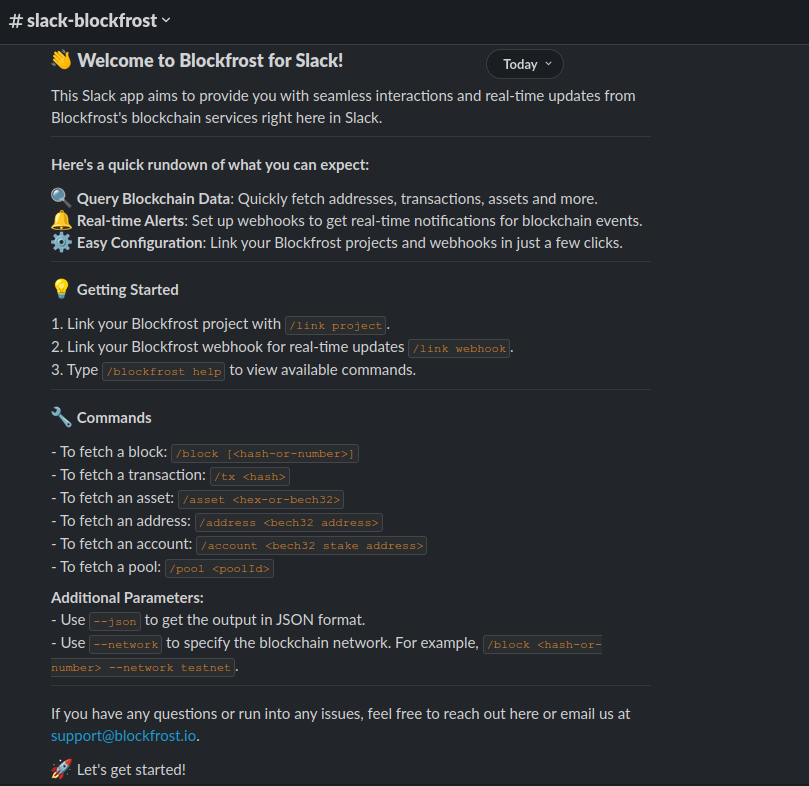 # slack-blockfrost
👋 Welcome to Blockfrost for Slack!
Today
This Slack app aims to provide you with seamless interactions and real-time updates from
Blockfrost's blockchain services right here in Slack.
Here's a quick rundown of what you can expect:
🔍 Query Blockchain Data: Quickly fetch addresses, transactions, assets and more.
🔔 Real-time Alerts: Set up webhooks to get real-time notifications for blockchain events.
⚙️ Easy Configuration: Link your Blockfrost projects and webhooks in just a few clicks.
💡 Getting Started
1. Link your Blockfrost project with /link project.
2. Link your Blockfrost webhook for real-time updates /link webhook.
3. Type /blockfrost help to view available commands.
🔧 Commands
- To fetch a block: /block [<hash-or-number>]
- To fetch a transaction: /tx <hash>
- To fetch an asset: /asset <hex-or-bech32>
- To fetch an address: /address <bech32 address>
- To fetch an account: /account <bech32 stake address>
- To fetch a pool: /pool <poolId>
Additional Parameters:
- Use --json to get the output in JSON format.
- Use --network to specify the blockchain network. For example, /block <hash-or-
number> --network testnet.
If you have any questions or run into any issues, feel free to reach out here or email us at
support@blockfrost.io.
🚀 Let's get started!